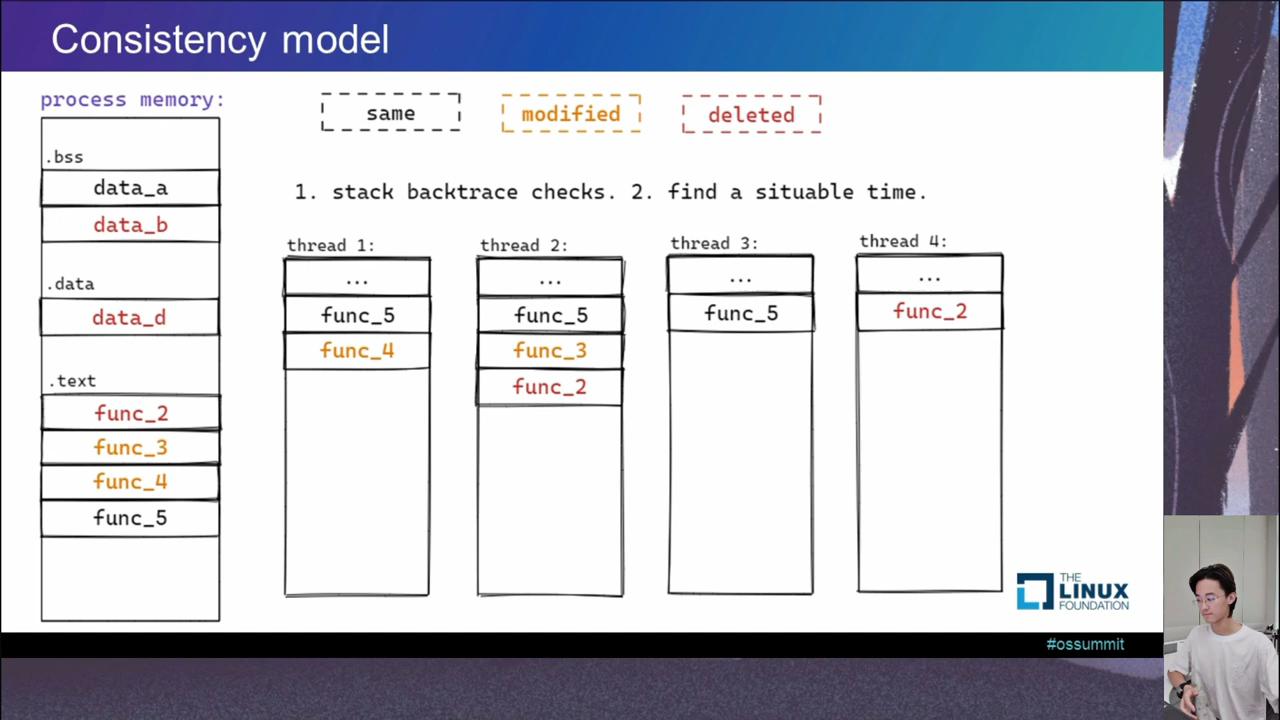 Consistency model
process memory:
same
modified
deleted
.bss
data_a
data_b
.data
data_d
.text
func_2
func_3
func_4
func_5
1. stack backtrace checks. 2. find a situable time.
thread 1:
...
func_5
func_4
thread 2:
...
func_5
func_3
func_2
thread 3:
...
func_5
thread 4:
...
func_2
THE
LINUX
FOUNDATION
#ossummit